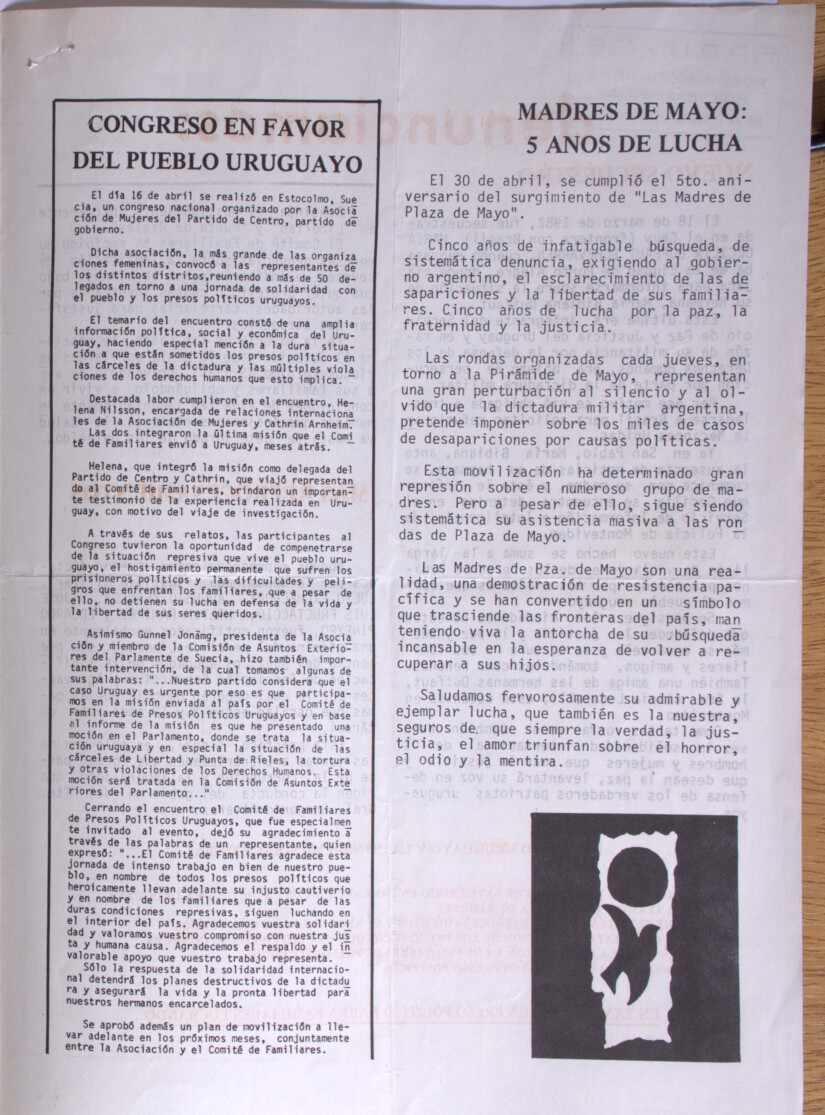 CONGRESO EN FAVOR
DEL PUEBLO URUGUAYO
El día 16 de abril se realizó en Estocolmo, Sue
cia, un congreso nacional organizado por la Asocia
ción de Mujeres del Partido de Centro, partido de
gobierno.
Dicha asociación, la más grande de las organiza
ciones femeninas, convocó a las representantes de
los distintos distritos,reuniendo a más de 50 de-
legados en torno a una jornada de solidaridad con
el pueblo y los presos políticos uruguayos.
El temario del encuentro constó de una amplia
información política, social y económica del Uru-
guay, haciendo especial mención a la dura situa-
ción a que están sometidos los presos políticos en
las cárceles de la dictadura y las múltiples viola
ciones de los derechos humanos que esto implica.
Destacada labor cumplieron en el encuentro, He-
lena Nilsson, encargada de relaciones internaciona
les de la Asociación de Mujeres y Cathrin Arnheim.
Las dos integraron la última misión que el Comi
té de Familiares envió a Uruguay, meses atrás.
Helena, que integró la misión como delegada del
Partido de Centro y Cathrin, que viajó representan
do al Comité de Familiares, brindaron un importan-
te testimonio de la experiencia realizada en Uru-
guay, con motivo del viaje de investigación.
A través de sus relatos, las participantes al
Congreso tuvieron la oportunidad de compenetrarse
de la situación represiva que vive el pueblo uru-
guayo, el hostigamiento permanente que sufren los
prisioneros políticos y las dificultades y peli-
gros que enfrentan los familiares, que a pesar de
ello, no detienen su lucha en defensa de la vida y
la libertad de sus seres queridos.
Asimismo Gunnel Jonäng, presidenta de la Asocia
ción y miembro de la Comisión de Asuntos Exterio-
res del Parlamente de Suecia, hizo también impor-
tante intervención, de la cual tomamos algunas de
sus palabras: "...Nuestro partido considera que el
caso Uruguay es urgente por eso es que participa-
mos en la misión enviada al país por el Comité de
Familiares de Presos Políticos Uruguayos y en base
al informe de la misión es que he presentado una
moción en el Parlamento, donde se trata la situa-
ción uruguaya y en especial la situación de las
cárceles de Libertad y Punta de Rieles, la tortura
y otras violaciones de los Derechos Humanos. Esta
moción será tratada en la Comisión de Asuntos Exte
riores del Parlamento..."
Cerrando el encuentro el Comité de Familiares
de Presos Políticos Uruguayos, que fue especialmen
te invitado al evento, dejó su agradecimiento a
través de las palabras de un representante, quien
expresó: "...El Comité de Familiares agradece esta
jornada de intenso trabajo en bien de nuestro pue-
blo, en nombre de todos los presos políticos que
heroicamente llevan adelante su injusto cautiverio
y en nombre de los familiares que a pesar de las
duras condiciones represivas, siguen luchando en
el interior del país. Agradecemos vuestra solidari
dad y valoramos vuestro compromiso con nuestra jus
ta y humana causa. Agradecemos el respaldo y el in
valorable apoyo que vuestro trabajo representa.
Sólo la respuesta de la solidaridad internacio-
nal detendrá los planes destructivos de la dictadu
ra y asegurará la vida y la pronta libertad para
nuestros hermanos encarcelados.
Se aprobó además un plan de movilización a lle-
var adelante en los próximos meses, conjuntamente
entre la Asociación y el Comité de Familiares.
MADRES DE MAYO:
5 ANOS DE LUCHA
El 30 de abril, se cumplió el 5to. ani-
versario del surgimiento de "Las Madres de
Plaza de Mayo".
Cinco años de infatigable búsqueda, de
sistemática denuncia, exigiendo al gobier-
no argentino, el esclarecimiento de las de
sapariciones y la libertad de sus familia-
res. Cinco años de lucha por la paz, la
fraternidad y la justicia.
Las rondas organizadas cada jueves, en
torno a la Pirámide de Mayo, representan
una gran perturbación al silencio y al ol-
vido que la dictadura militar argentina,
pretende imponer sobre los miles de casos
de desapariciones por causas políticas.
Esta movilización ha determinado gran
represión sobre el numeroso grupo de ma-
dres. Pero a pesar de ello, sigue siendo
sistemática su asistencia masiva a las ron
das de Plaza de Mayo.
Las Madres de Pza. de Mayo son una rea-
lidad, una demostración de resistencia pa-
cífica y se han convertido en un símbolo
que trasciende las fronteras del país, man
teniendo viva la antorcha de su búsqueda
incansable en la esperanza de volver a re-
cuperar a sus hijos.
Saludamos fervorosamente su admirable y
ejemplar lucha, que también es la nuestra,
seguros de que siempre la verdad, la jus-
ticia, el amor triunfan sobre el horror,
el odio y la mentira.